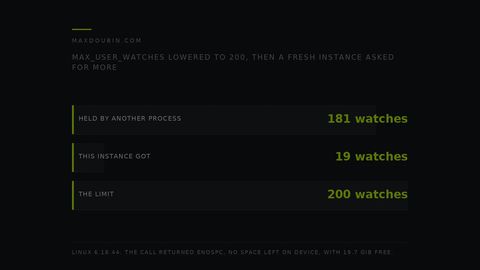 MAXDOURIN.COM
MAX_USER_WATCHES LOWERED TO 200, THEN A FRESH INSTANCE ASKED
FOR MORE
HELD BY ANOTHER PROCESS
181 watches
THIS INSTANCE GOT
19 watches
THE LIMIT
200 watches
LINUX 6.18.44. THE CALL RETURNED ENOSPC, NO SPACE LEFT ON DEVICE, WITH 19.7 GIB FREE.